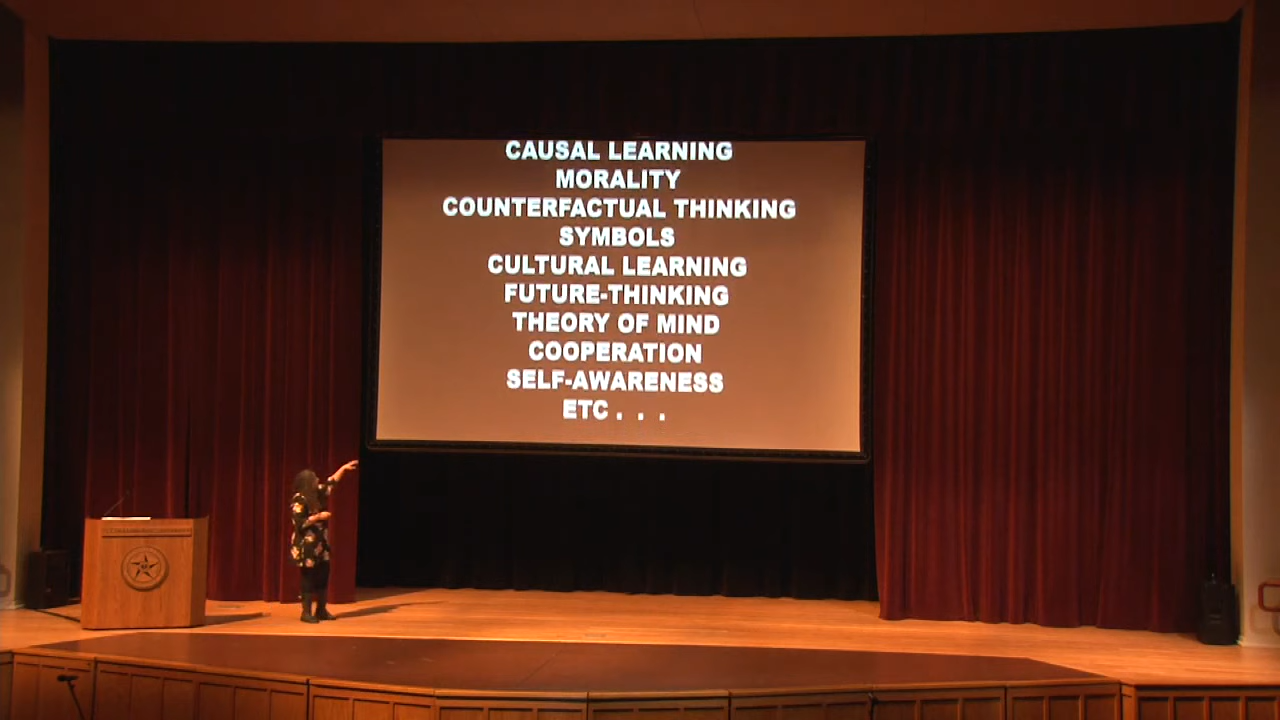 CAUSAL LEARNING
MORALITY
COUNTERFACTUAL THINKING
SYMBOLS
CULTURAL LEARNING
FUTURE-THINKING
THEORY OF MIND
COOPERATION
SELF-AWARENESS
ETC . . .